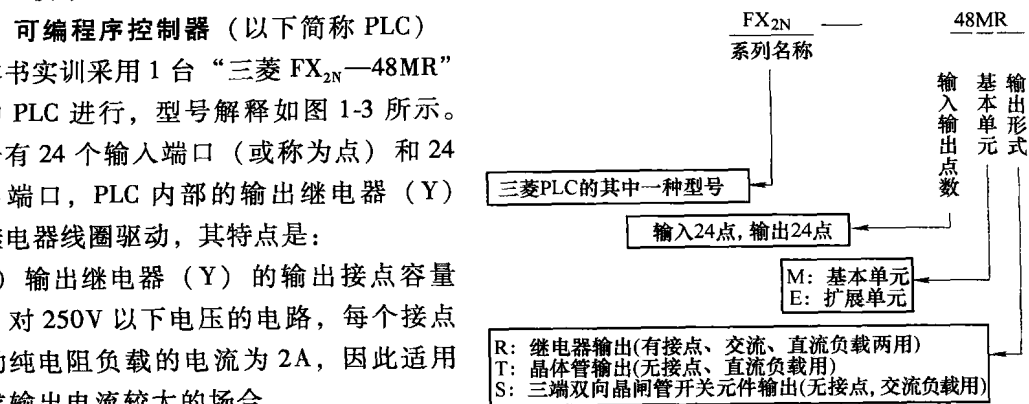 可编程序控制器（以下简称 PLC）
书实训采用 1 台“三菱 FX2N—48MR”
PLC 进行，型号解释如图 1-3 所示。
有 24 个输入端口（或称为点）和 24
端口，PLC 内部的输出继电器（Y）
电器线圈驱动，其特点是：
）输出继电器（Y）的输出接点容量
对 250V 以下电压的电路，每个接点
纯电阻负载的电流为 2A，因此适用
输出电流较大的场合
FX2N — 48MR
系列名称
输入输出点数
基本单元
输出形式
三菱PLC的其中一种型号
输入24点，输出24点
M：基本单元
E：扩展单元
R：继电器输出(有接点、交流、直流负载两用)
T：晶体管输出(无接点、直流负载用)
S：三端双向晶闸管开关元件输出(无接点，交流负载用)